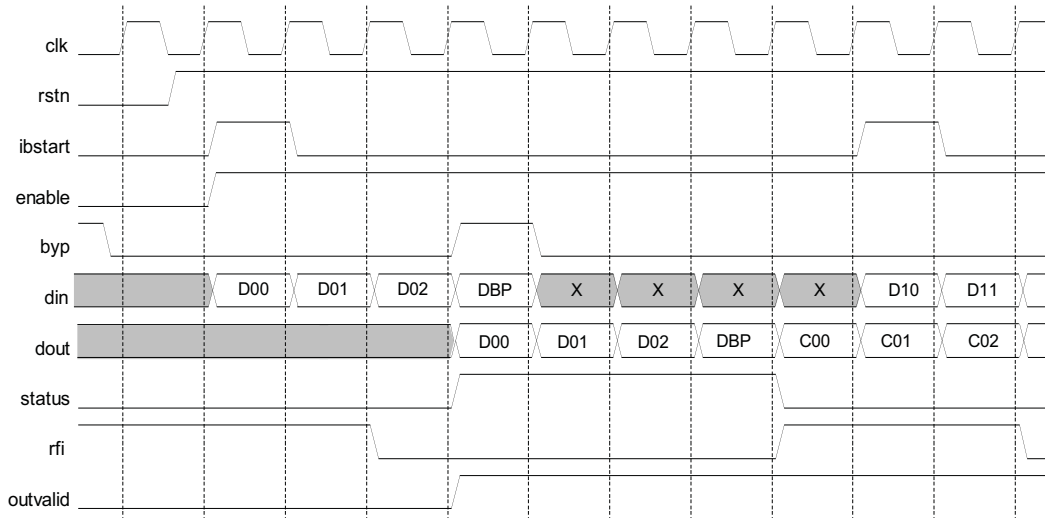 clk
rstn
ibstart
enable
byp
din D00 D01 D02 DBP X X X X D10 D11
dout D00 D01 D02 DBP C00 C01 C02
status
rfi
outvalid